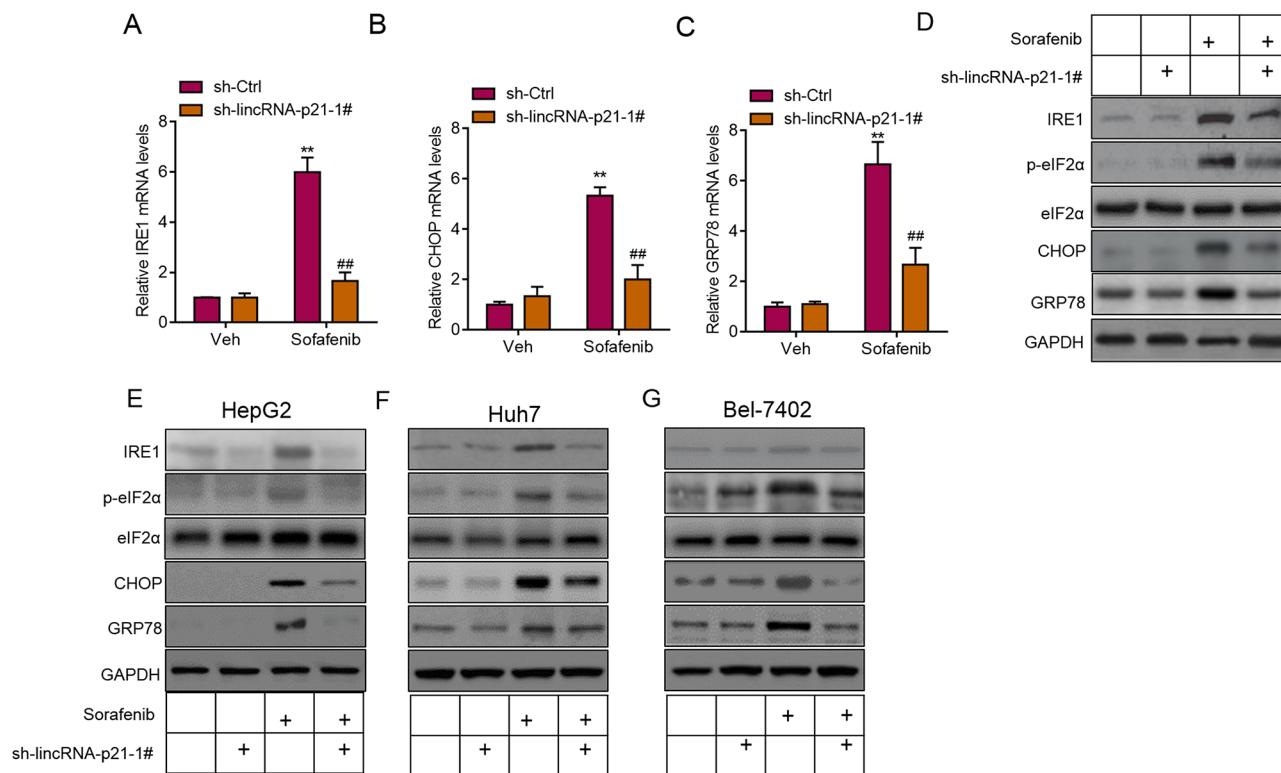 A
sh-Ctrl
sh-lincRNA-p21-1#
Relative IRE1 mRNA levels
8
6
4
2
0
**
##
Veh
Sofafenib
B
sh-Ctrl
sh-lincRNA-p21-1#
Relative CHOP mRNA levels
8
6
4
2
0
**
##
Veh
Sofafenib
C
sh-Ctrl
sh-lincRNA-p21-1#
Relative GRP78 mRNA levels
8
6
4
2
0
**
##
Veh
Sofafenib
D
Sorafenib + +
sh-lincRNA-p21-1# + +
IRE1
p-eIF2α
eIF2α
CHOP
GRP78
GAPDH
E
HepG2
IRE1
p-eIF2α
eIF2α
CHOP
GRP78
GAPDH
Sorafenib + +
sh-lincRNA-p21-1# + +
F
Huh7
+ +
+ +
G
Bel-7402
+ +
+ +